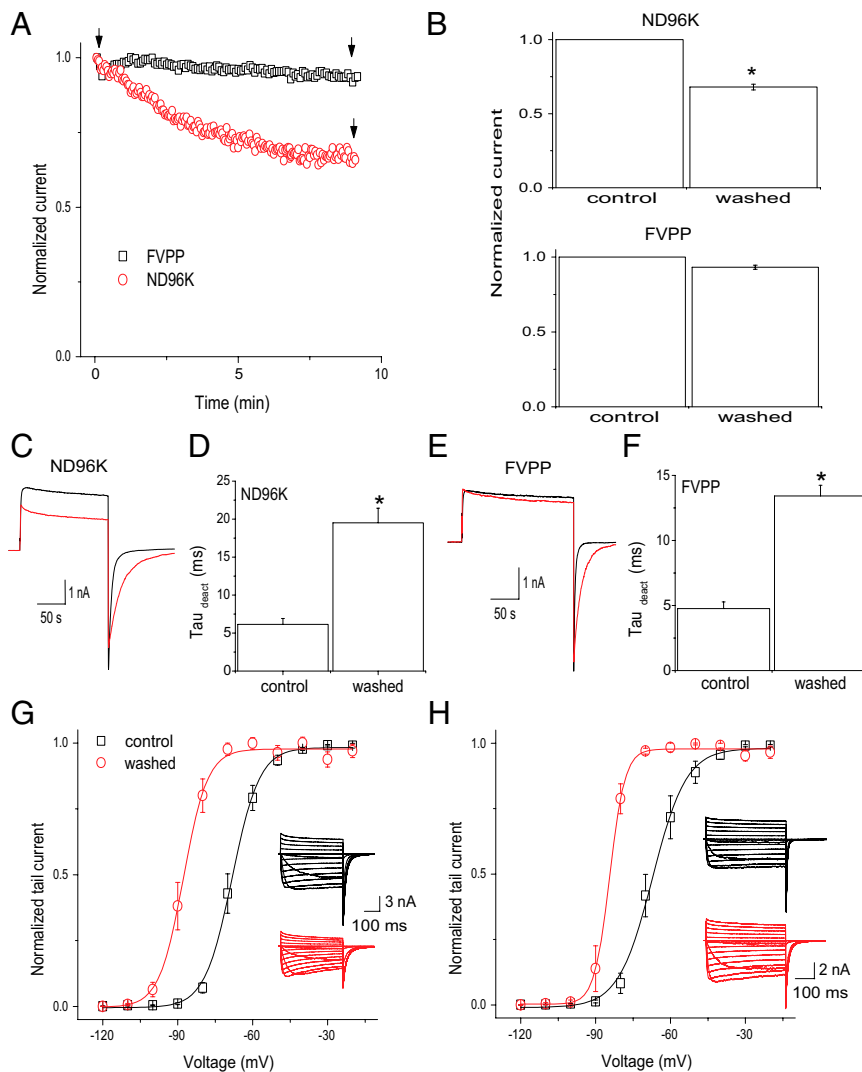 A
Normalized current
1.0
0.5
0.0
FVPP
ND96K
0
5
10
Time (min)
B
Normalized current
ND96K
1.0
0.5
0.0
*
control
washed
FVPP
1.0
0.5
0.0
control
washed
C
ND96K
1 nA
50 s
D
Tau deact (ms)
25
20
15
10
5
0
ND96K
*
control
washed
E
FVPP
1 nA
50 s
F
Tau deact (ms)
15
10
5
0
FVPP
*
control
washed
G
Normalized tail current
1.0
0.5
0.0
control
washed
3 nA
100 ms
-120
-90
-60
-30
Voltage (mV)
H
Normalized tail current
1.0
0.5
0.0
2 nA
100 ms
-120
-90
-60
-30
Voltage (mV)